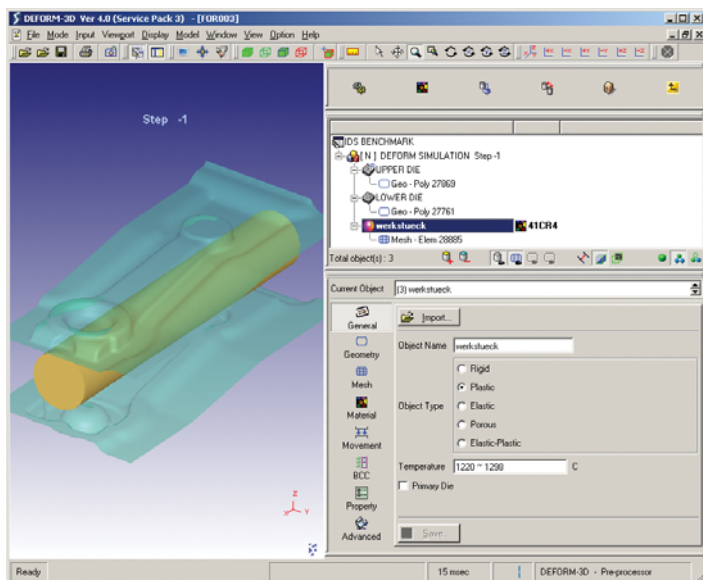 DEFORM-3D Ver 4.0 (Service Pack 3) - [FOR003]
File Mode Input Viewport Display Model Window View Option Help
Step -1
IDS BENCHMARK
[ N ] DEFORM SIMULATION Step -1
UPPER DIE
Geo - Poly 27869
LOWER DIE
Geo - Poly 27761
werkstueck 41CR4
Mesh - Elem 28885
Total object(s) : 3
Current Object [3] werkstueck
General
Import...
Object Name werkstueck
Geometry
Mesh
Material
Movement
BCC
Property
Advanced
Object Type
Rigid
Plastic
Elastic
Porous
Elastic-Plastic
Temperature 1220 ~ 1298 C
Primary Die
Save...
Z
X Y
Ready 15 msec DEFORM-3D - Pre-processor